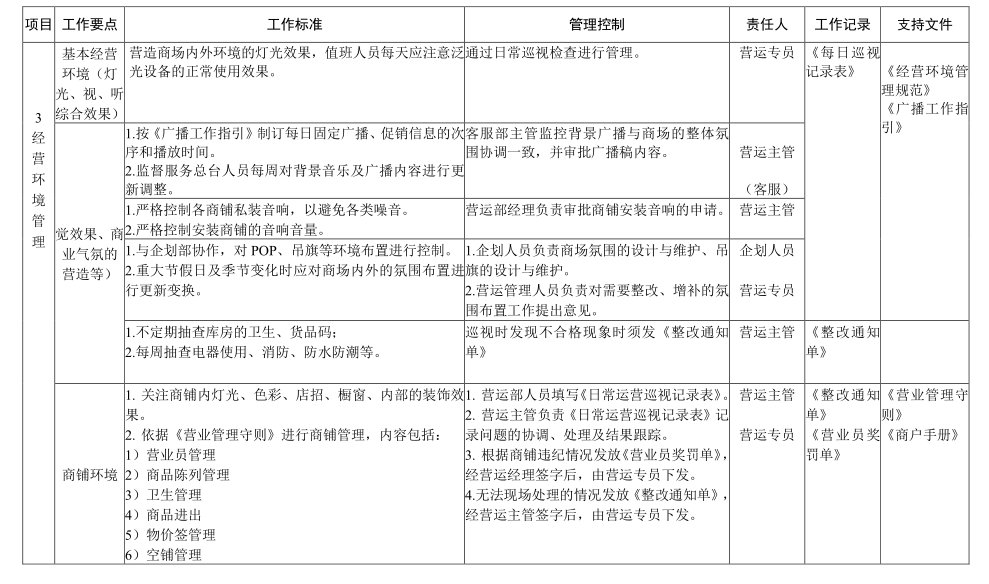 项目 工作要点 工作标准 管理控制 责任人 工作记录 支持文件
3
经
营
环
境
管
理
基本经营
环境（灯
光、视、听
综合效果）
营造商场内外环境的灯光效果，值班人员每天应注意泛
光设备的正常使用效果。
通过日常巡视检查进行管理。
营运专员
《每日巡视
记录表》
《经营环境管
理规范》
《广播工作指
引》
觉效果、商
业气氛的
营造等）
1.按《广播工作指引》制订每日固定广播、促销信息的次
序和播放时间。
2.监督服务总台人员每周对背景音乐及广播内容进行更
新调整。
客服部主管监控背景广播与商场的整体氛
围协调一致，并审批广播稿内容。
营运主管
（客服）
1.严格控制各商铺私装音响，以避免各类噪音。
2.严格控制安装商铺的音响音量。
营运部经理负责审批商铺安装音响的申请。
营运主管
1.与企划部协作，对 POP、吊旗等环境布置进行控制。
2.重大节假日及季节变化时应对商场内外的氛围布置进
行更新变换。
1.企划人员负责商场氛围的设计与维护、吊
旗的设计与维护。
2.营运管理人员负责对需要整改、增补的氛
围布置工作提出意见。
企划人员
营运专员
1.不定期抽查库房的卫生、货品码；
2.每周抽查电器使用、消防、防水防潮等。
巡视时发现不合格现象时须发《整改通知
单》
营运主管
《整改通知
单》
商铺环境
1. 关注商铺内灯光、色彩、店招、橱窗、内部的装饰效
果。
2. 依据《营业管理守则》进行商铺管理，内容包括：
1）营业员管理
2）商品陈列管理
3）卫生管理
4）商品进出
5）物价签管理
6）空铺管理
1. 营运部人员填写《日常运营巡视记录表》。
2. 营运主管负责《日常运营巡视记录表》记
录问题的协调、处理及结果跟踪。
3. 根据商铺违纪情况发放《营业员奖罚单》，
经营运经理签字后，由营运专员下发。
4.无法现场处理的情况发放《整改通知单》，
经营运主管签字后，由营运专员下发。
营运主管
营运专员
《整改通知
单》
《营业员奖
罚单》
《营业管理守
则》
《商户手册》